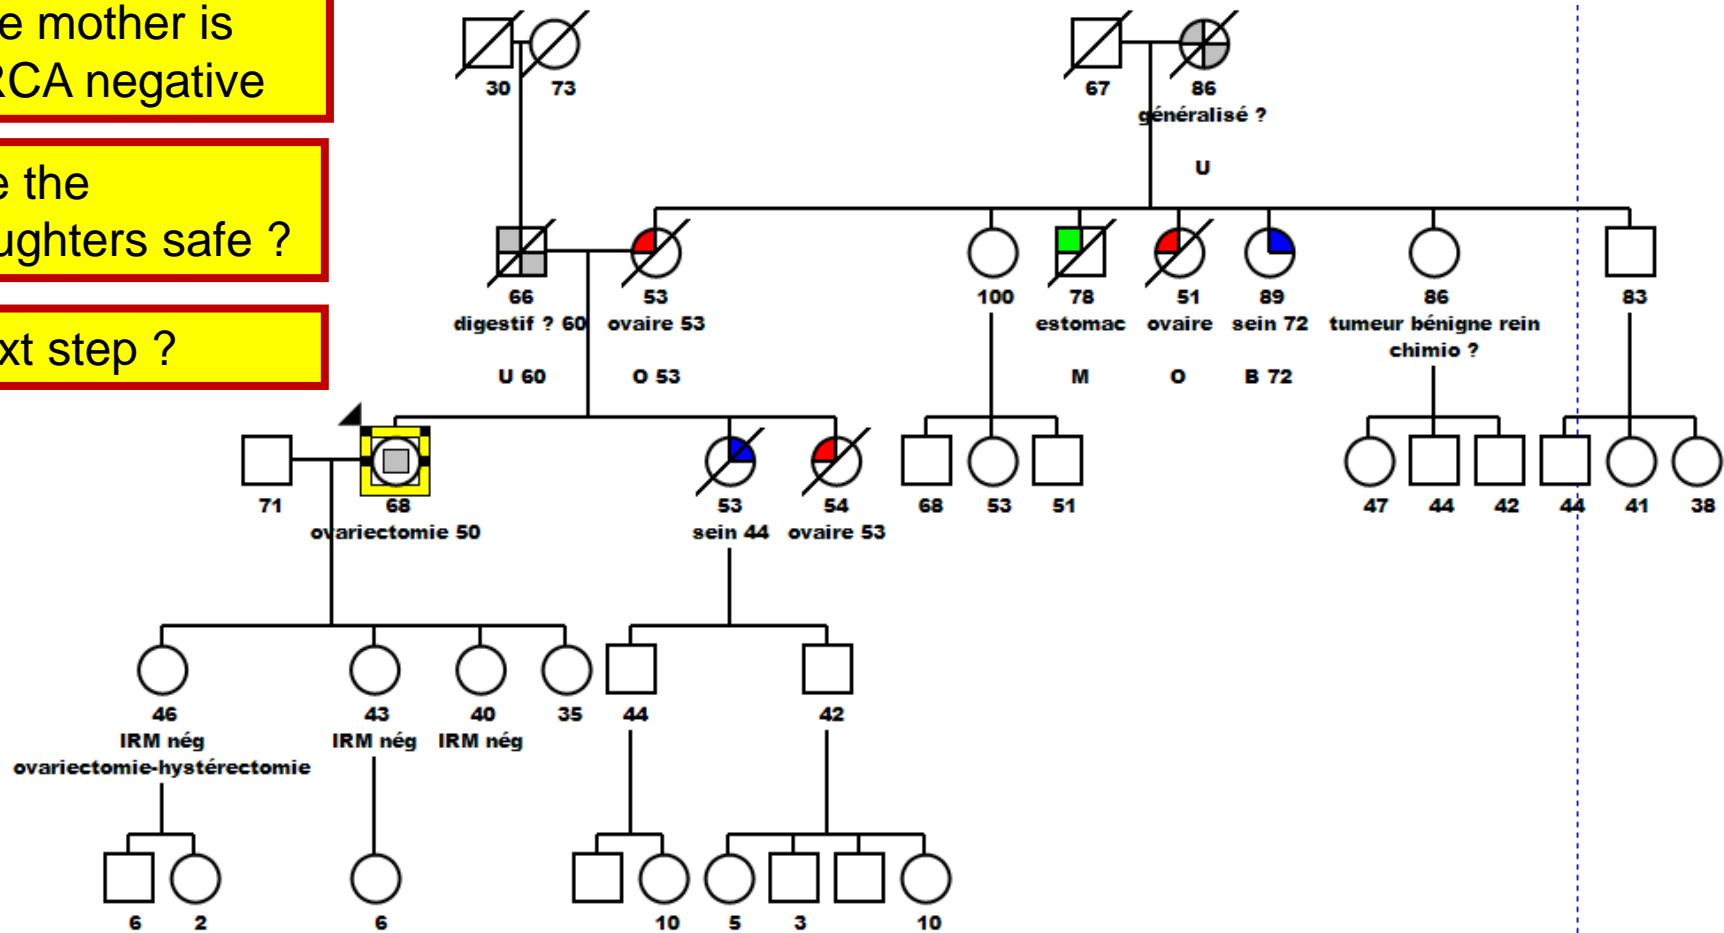 e mother is
RCA negative
e the
ughters safe ?
xt step ?
30 73
67 86
généralisé ?
U
66 53 100 78 51 89 86 83
digestif ? 60 ovaire 53 estomac ovaire sein 72 tumeur bénigne rein
chimio ?
U 60 O 53 M O B 72
71 68 53 54 68 53 51 47 44 42 44 41 38
ovariectomie 50 sein 44 ovaire 53
46 43 40 35 44 42
IRM nég IRM nég IRM nég
ovariectomie-hystérectomie
6 2 6 10 5 3 10